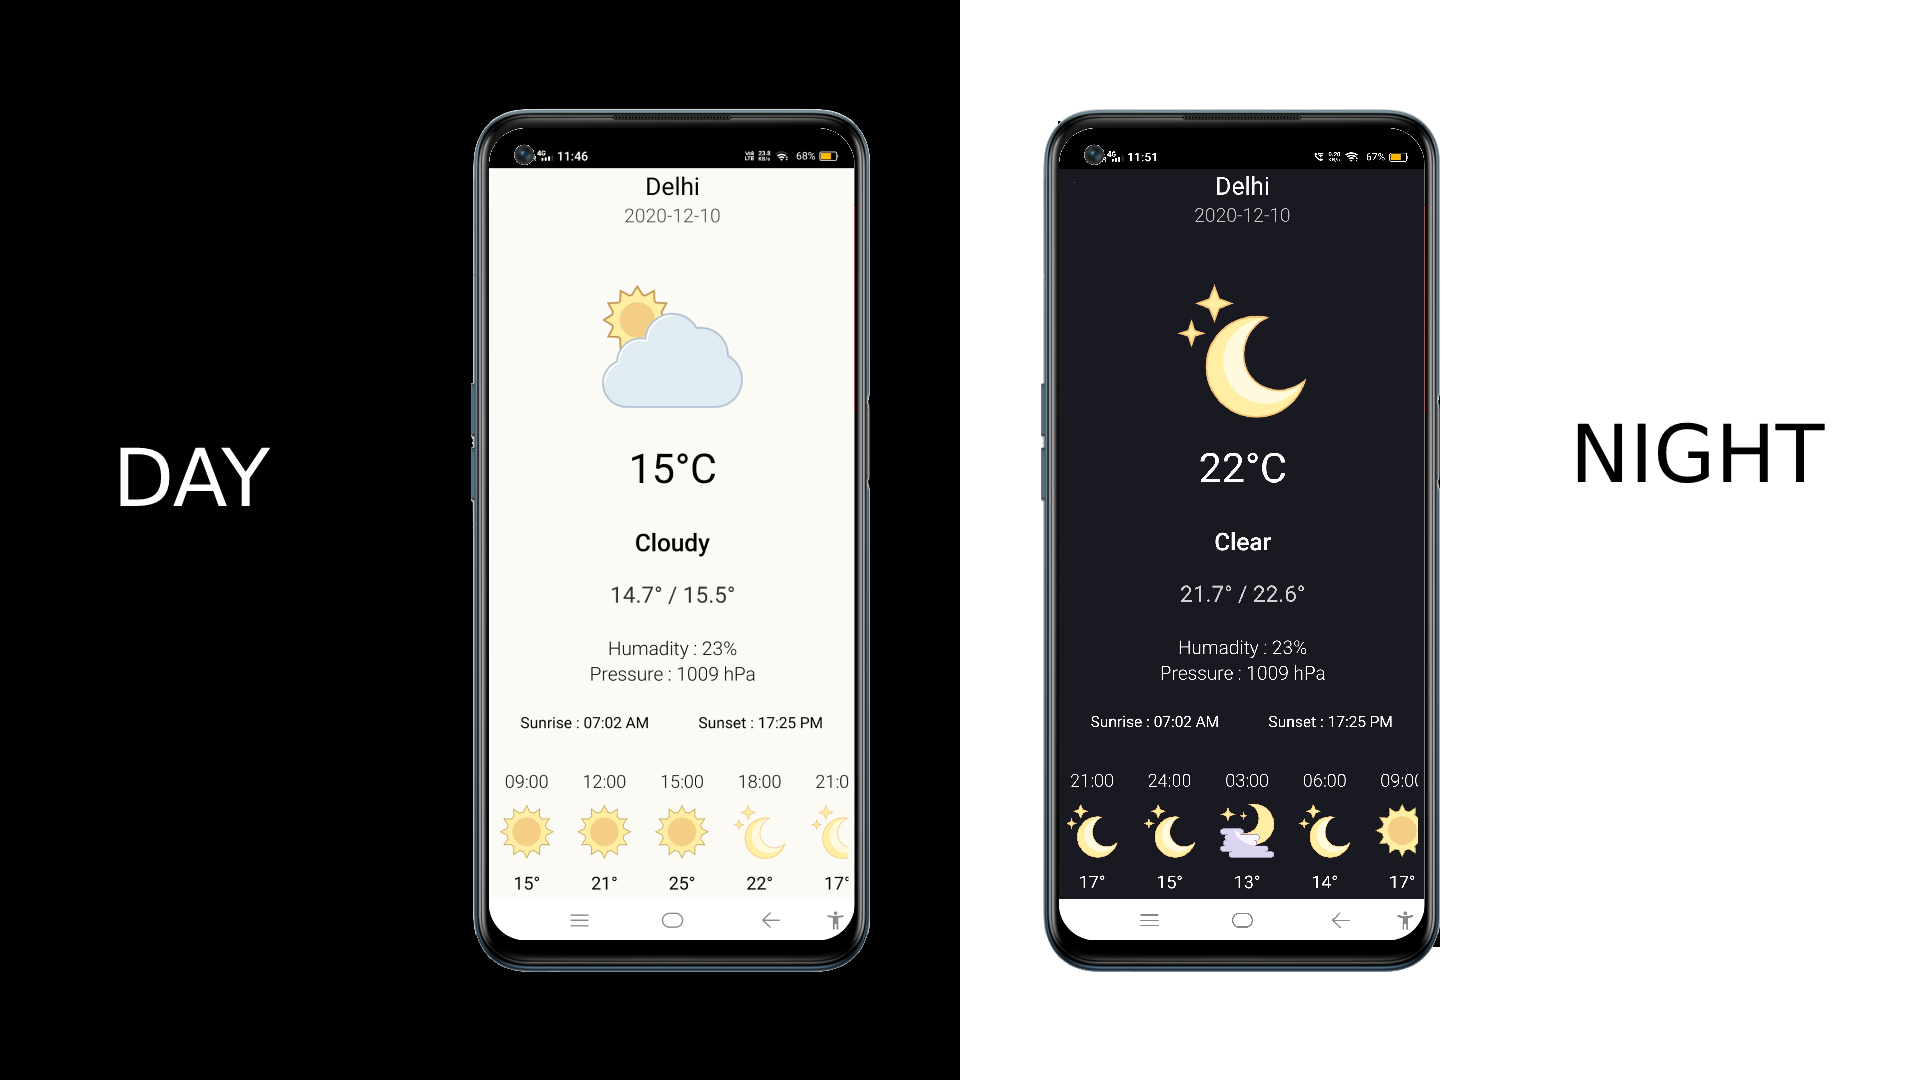 DAY
4G 11:46 68%
Delhi
2020-12-10
15°C
Cloudy
14.7° / 15.5°
Humadity : 23%
Pressure : 1009 hPa
Sunrise : 07:02 AM Sunset : 17:25 PM
09:00 12:00 15:00 18:00 21:0
15° 21° 25° 22° 17°
4G 11:51 67%
Delhi
2020-12-10
22°C
Clear
21.7° / 22.6°
Humadity : 23%
Pressure : 1009 hPa
Sunrise : 07:02 AM Sunset : 17:25 PM
21:00 24:00 03:00 06:00 09:00
17° 15° 13° 14° 17°
NIGHT